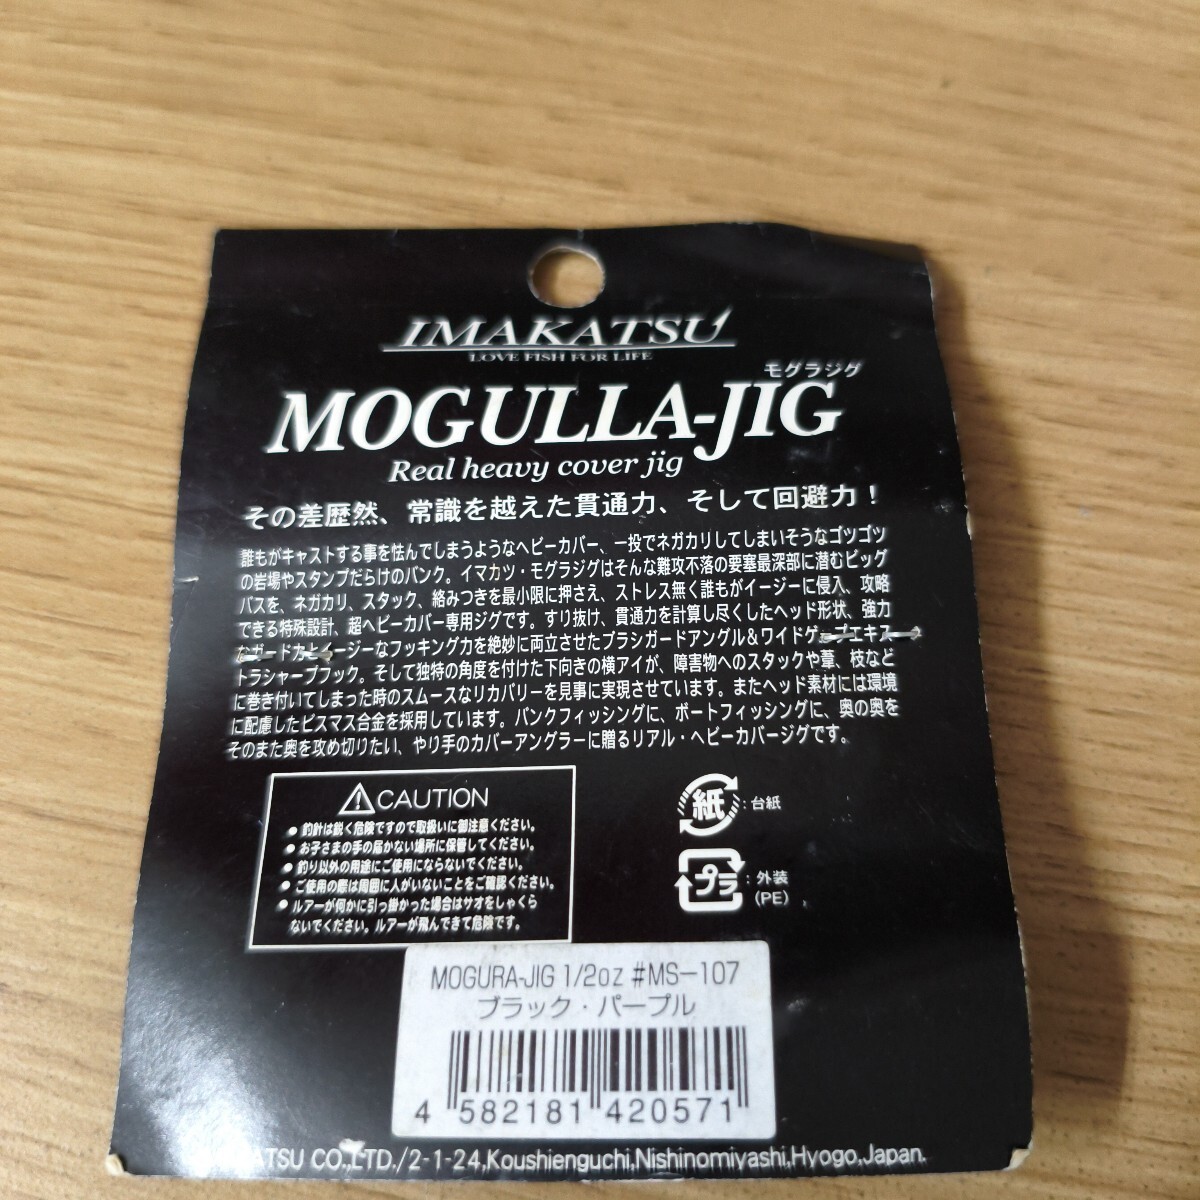 IMAKATSU
LOVE FISH FOR LIFE
モグラジグ
MOGULLA-JIG
Real heavy cover jig
その差歴然、常識を越えた貫通力、そして回避力！
誰もがキャストする事を怯んでしまうようなヘビーカバー、一投でネガカリしてしまいそうなゴツゴツ
の岩場やスタンプだらけのバンク。イマカツ・モグラジグはそんな難攻不落の要塞最深部に潜むビッグ
バスを、ネガカリ、スタック、絡みつきを最小限に押さえ、ストレス無く誰もがイージーに侵入、攻略
できる特殊設計、超ヘビーカバー専用ジグです。すり抜け、貫通力を計算し尽くしたヘッド形状、強力
なガード力とイージーなフッキング力を絶妙に両立させたブラシガードアングル&ワイドゲープエキス
トラシャープフック。そして独特の角度を付けた下向きの横アイが、障害物へのスタックや葦、枝など
に巻き付いてしまった時のスムースなリカバリーを見事に実現させています。またヘッド素材には環境
に配慮したビスマス合金を採用しています。バンクフィッシングに、ボートフィッシングに、奥の奥を
そのまた奥を攻め切りたい、やり手のカバーアングラーに贈るリアル・ヘビーカバージグです。
CAUTION
●釣針は鋭く危険ですので取扱いに御注意ください。
●お子さまの手の届かない場所に保管してください。
●釣り以外の用途にご使用にならないでください。
●ご使用の際は周囲に人がいないことをご確認ください。
●ルアーが何かに引っ掛かった場合はサオをしゃくら
ないでください。ルアーが飛んできて危険です。
紙 : 台紙
プラ : 外装
(PE)
MOGURA-JIG 1/2oz #MS-107
ブラック・パープル
4 582181 420571
ATSU CO.,LTD./2-1-24,Koushienguchi,Nishinomiyashi,Hyogo,Japan.